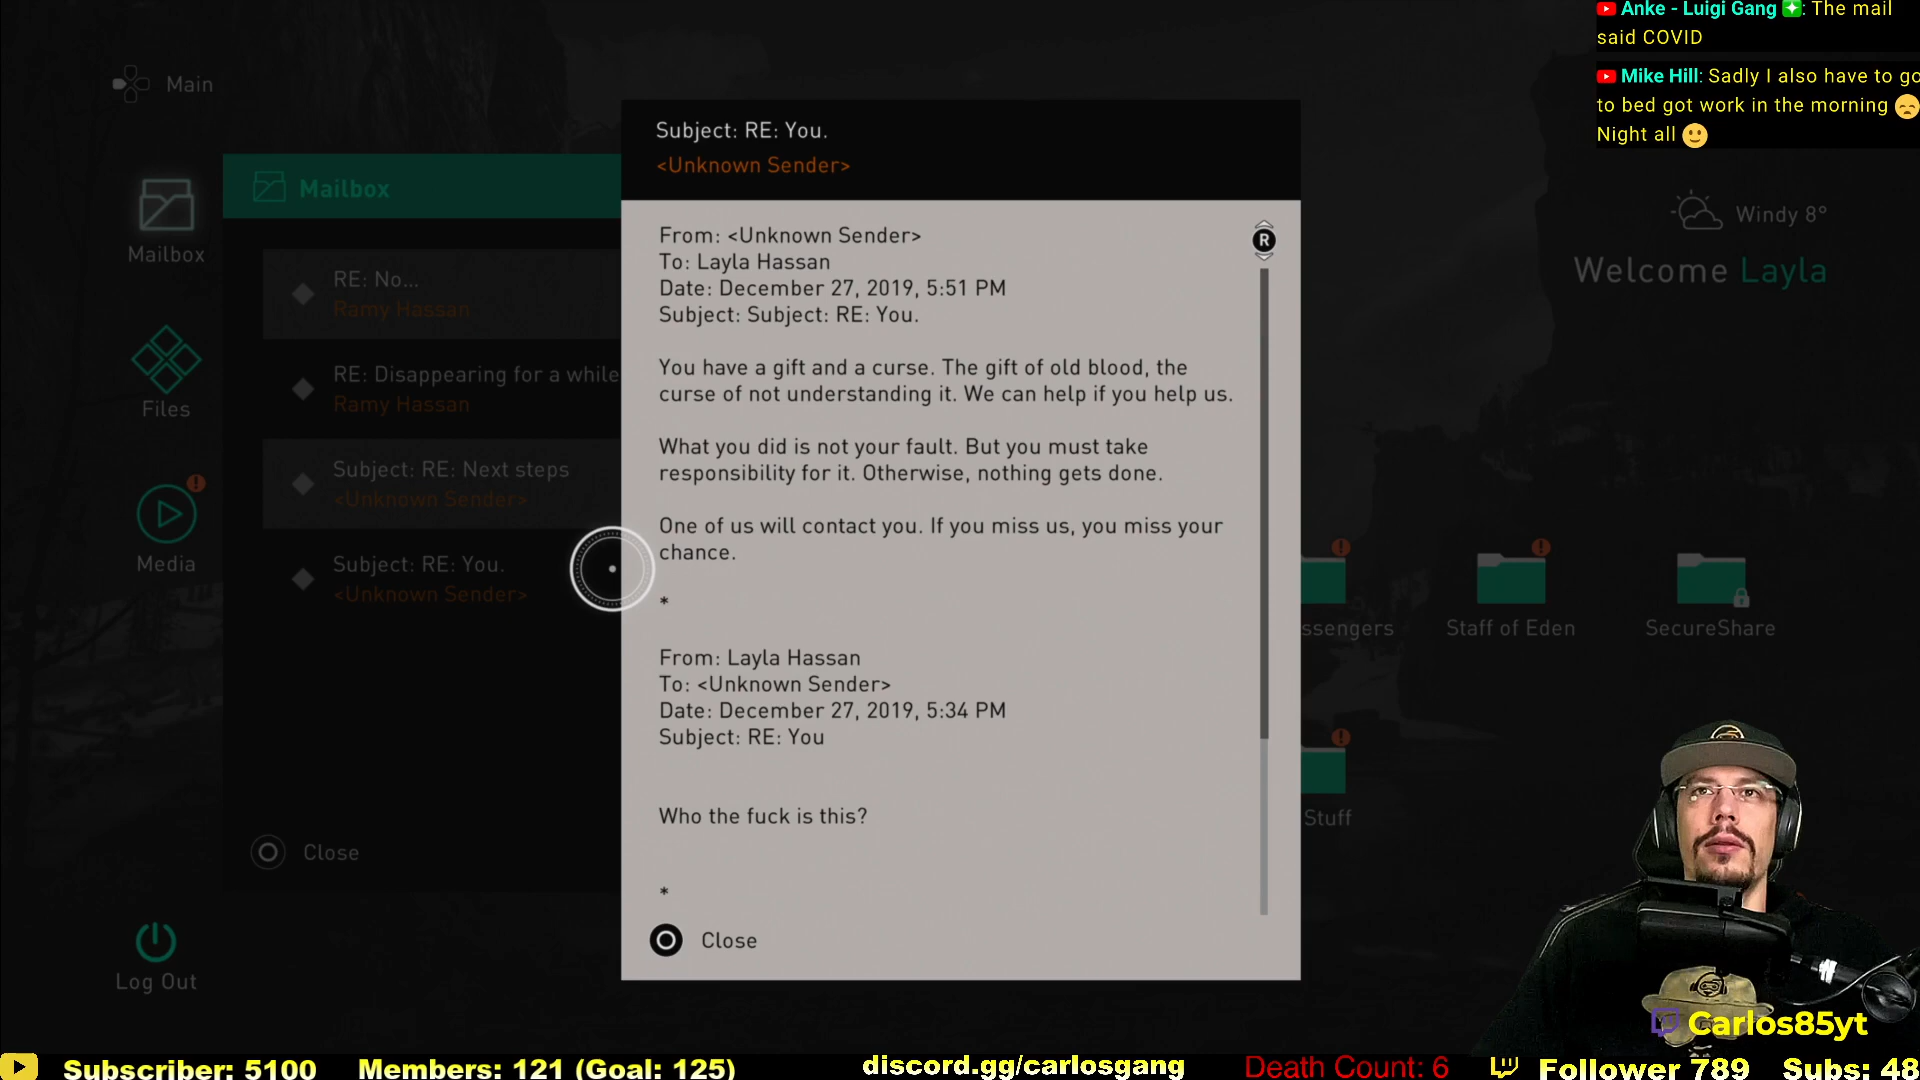 Anke - Luigi Gang: The mail
said COVID
Mike Hill: Sadly I also have to go
to bed got work in the morning
Night all
Main
Subject: RE: You.
<Unknown Sender>
Mailbox
Mailbox
RE: No...
Ramy Hassan
RE: Disappearing for a while
Ramy Hassan
Subject: RE: Next steps
<Unknown Sender>
Subject: RE: You.
<Unknown Sender>
Close
Files
Media
Log Out
From: <Unknown Sender>
To: Layla Hassan
Date: December 27, 2019, 5:51 PM
Subject: Subject: RE: You.
You have a gift and a curse. The gift of old blood, the
curse of not understanding it. We can help if you help us.
What you did is not your fault. But you must take
responsibility for it. Otherwise, nothing gets done.
One of us will contact you. If you miss us, you miss your
chance.
*
From: Layla Hassan
To: <Unknown Sender>
Date: December 27, 2019, 5:34 PM
Subject: RE: You
Who the fuck is this?
*
Close
R
Windy 8°
Welcome Layla
ssengers
Staff of Eden
SecureShare
Stuff
Carlos85yt
Subscriber: 5100
Members: 121 (Goal: 125)
discord.gg/carlosgang
Death Count: 6
Follower 789
Subs: 48